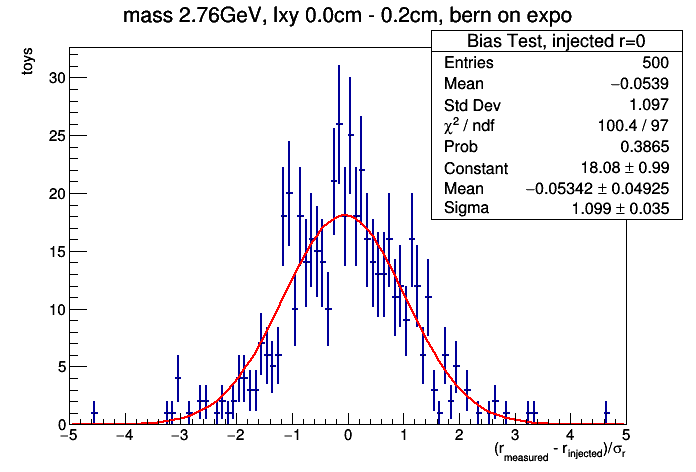 mass 2.76GeV, lxy 0.0cm - 0.2cm, bern on expo
Bias Test, injected r=0
Entries 500
Mean −0.0539
Std Dev 1.097
χ² / ndf 100.4 / 97
Prob 0.3865
Constant 18.08 ± 0.99
Mean −0.05342 ± 0.04925
Sigma 1.099 ± 0.035
toys
30
25
20
15
10
5
0
−5 −4 −3 −2 −1 0 1 2 3 4 5
(r_measured - r_injected)/σ_r